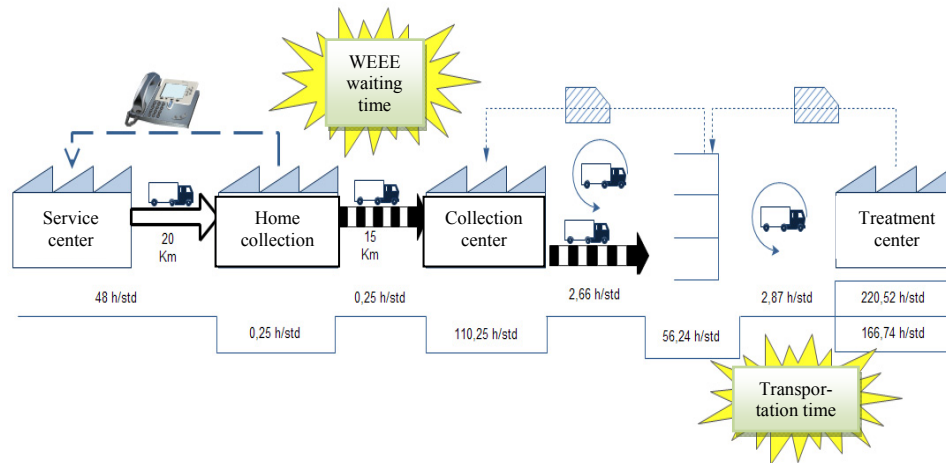 WEEE
waiting
time
Service
center
20
Km
Home
collection
15
Km
Collection
center
Treatment
center
48 h/std
0,25 h/std
2,66 h/std
2,87 h/std
220,52 h/std
0,25 h/std
110,25 h/std
56,24 h/std
166,74 h/std
Transpor-
tation time